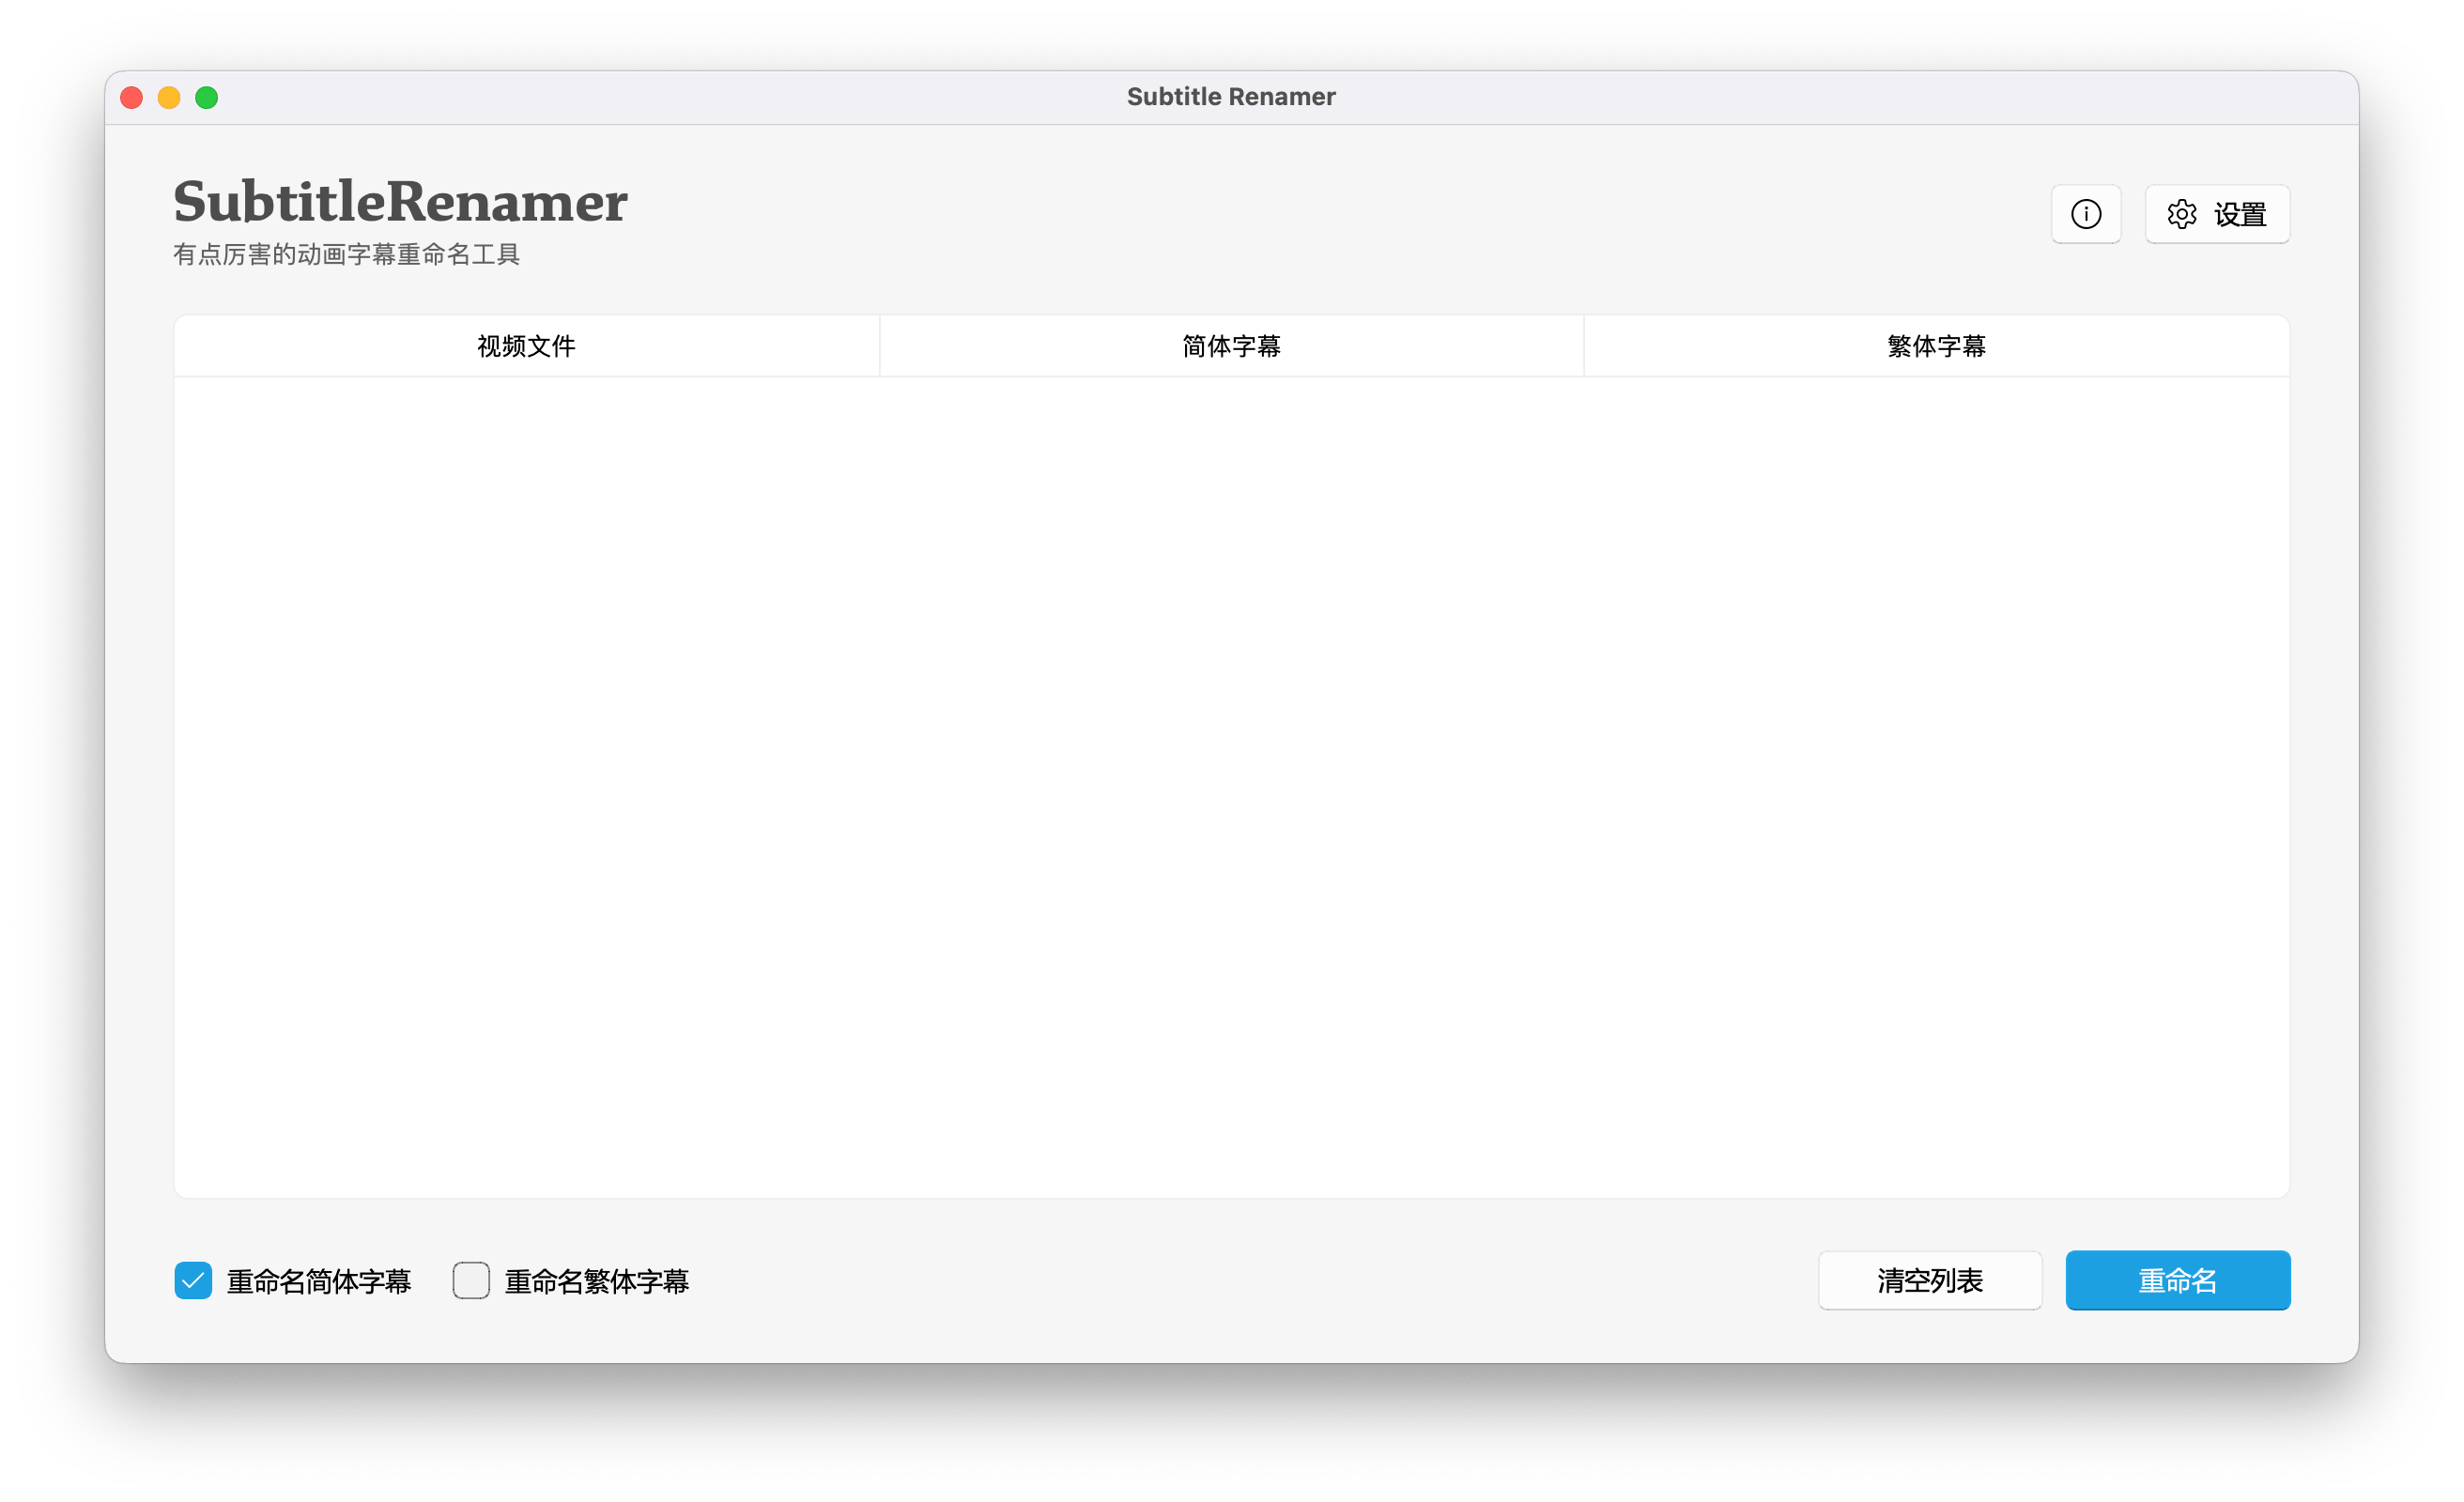 Subtitle Renamer
SubtitleRenamer
有点厉害的动画字幕重命名工具
设置
视频文件
简体字幕
繁体字幕
重命名简体字幕
重命名繁体字幕
清空列表
重命名